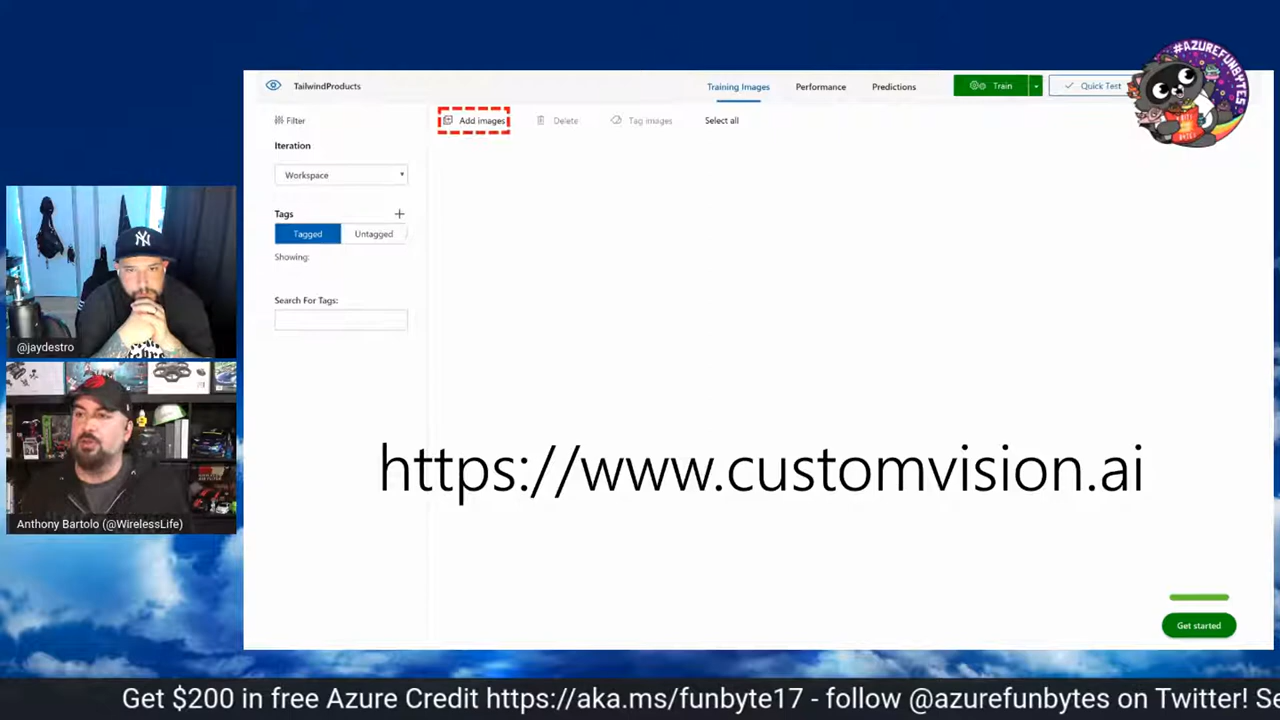 #AZUREFUNBYTES
TailwindProducts
Training Images
Performance
Predictions
Train
Quick Test
Filter
Add images
Delete
Tag images
Select all
Iteration
Workspace
Tags
Tagged
Untagged
Showing:
Search For Tags:
@jaydestro
Anthony Bartolo (@WirelessLife)
https://www.customvision.ai
Get started
Get $200 in free Azure Credit https://aka.ms/funbyte17 - follow @azurefunbytes on Twitter! Se